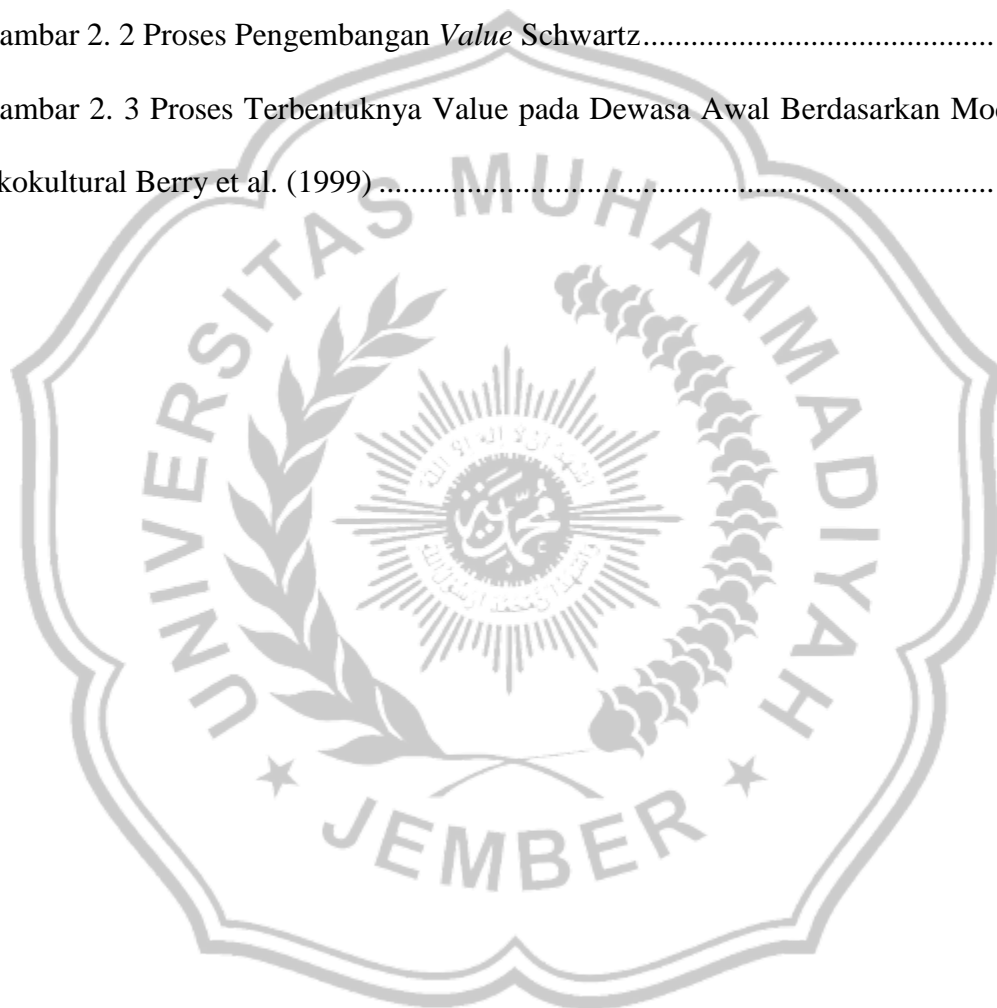 ambar 2. 2 Proses Pengembangan Value Schwartz.....................................
ambar 2. 3 Proses Terbentuknya Value pada Dewasa Awal Berdasarkan Mo
kokultural Berry et al. (1999) .................................................................
UNIVERSITAS MUHAMMADIYAH
JEMBER